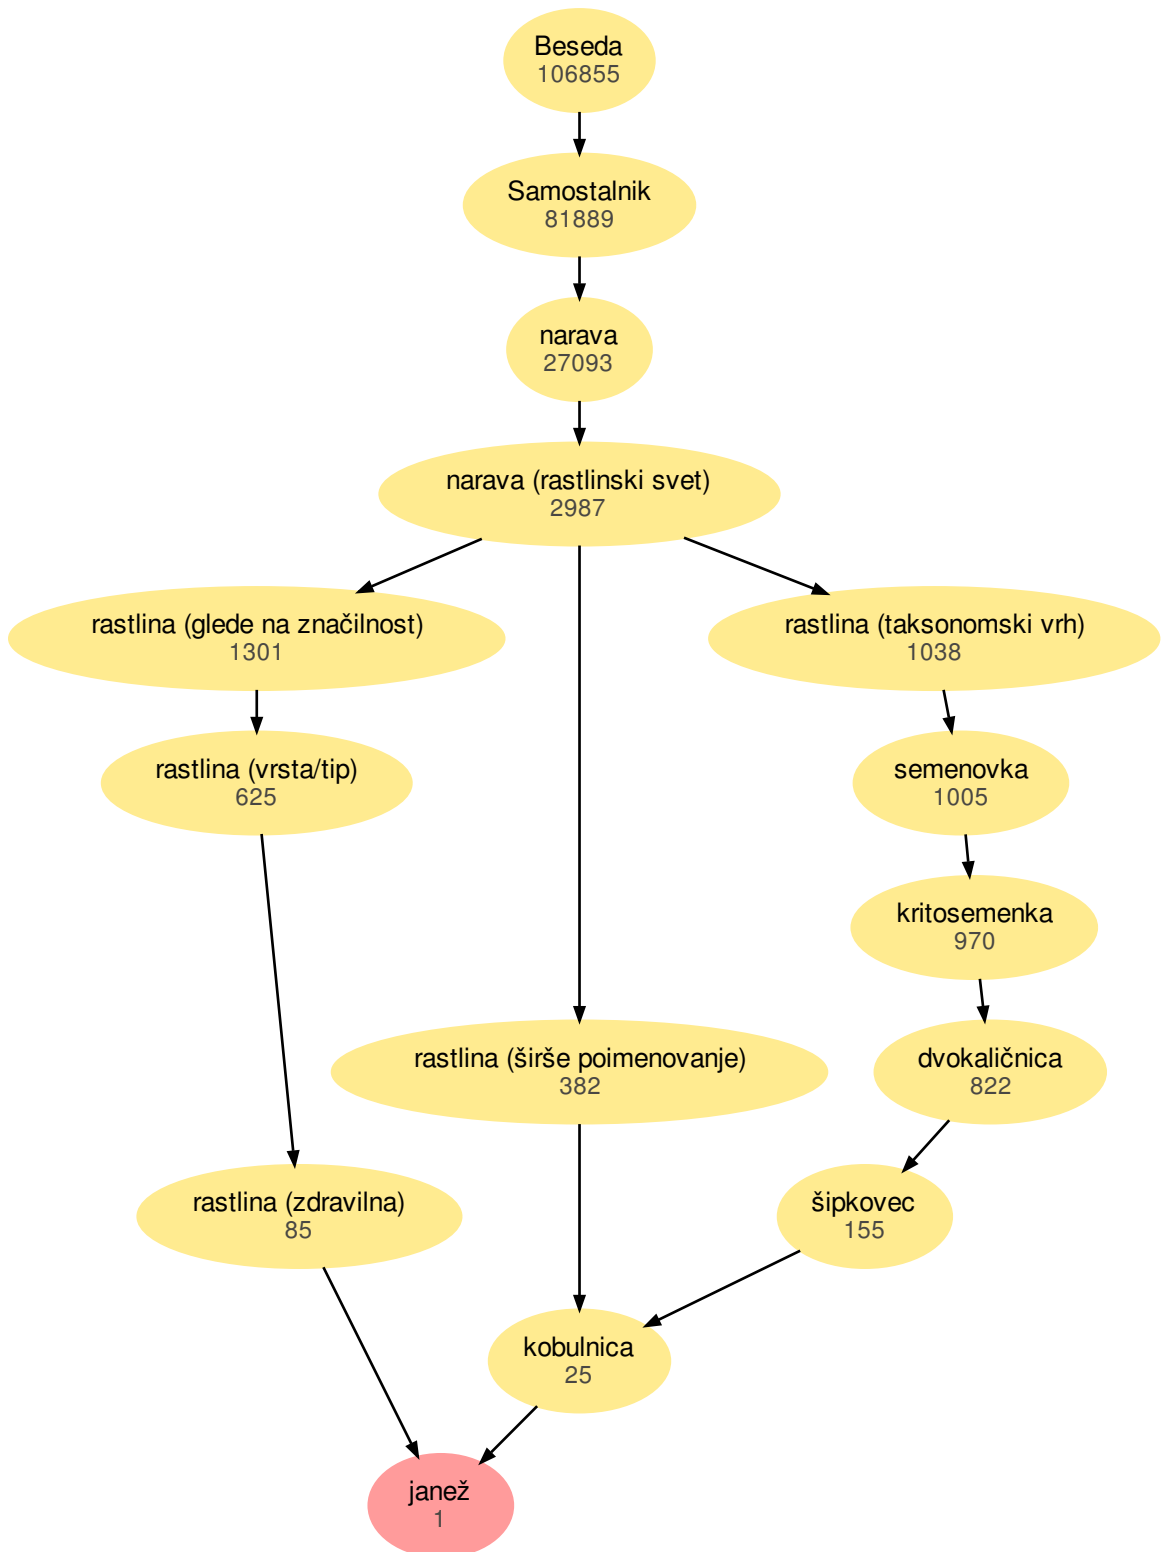 Beseda
106855
Samostalnik
81889
narava
27093
narava (rastlinski svet)
2987
rastlina (glede na značilnost)
1301
rastlina (taksonomski vrh)
1038
rastlina (vrsta/tip)
625
semenovka
1005
kritosemenka
970
rastlina (širše poimenovanje)
382
dvokaličnica
822
rastlina (zdravilna)
85
šipkovec
155
kobulnica
25
janež
1